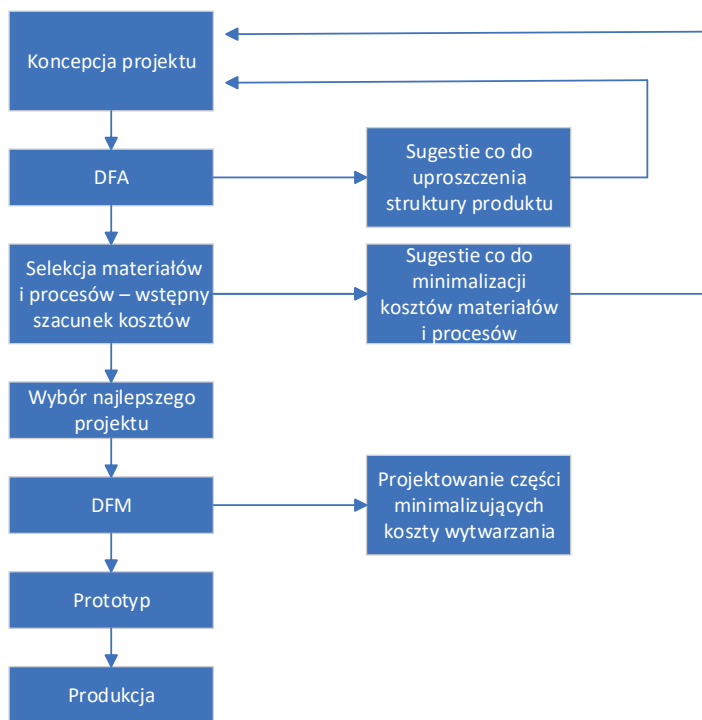 Koncepcja projektu
DFA
Sugestie co do
uproszczenia
struktury produktu
Selekcja materiałów
i procesów – wstępny
szacunek kosztów
Sugestie co do
minimalizacji
kosztów materiałów
i procesów
Wybór najlepszego
projektu
DFM
Projektowanie części
minimalizujących
koszty wytwarzania
Prototyp
Produkcja